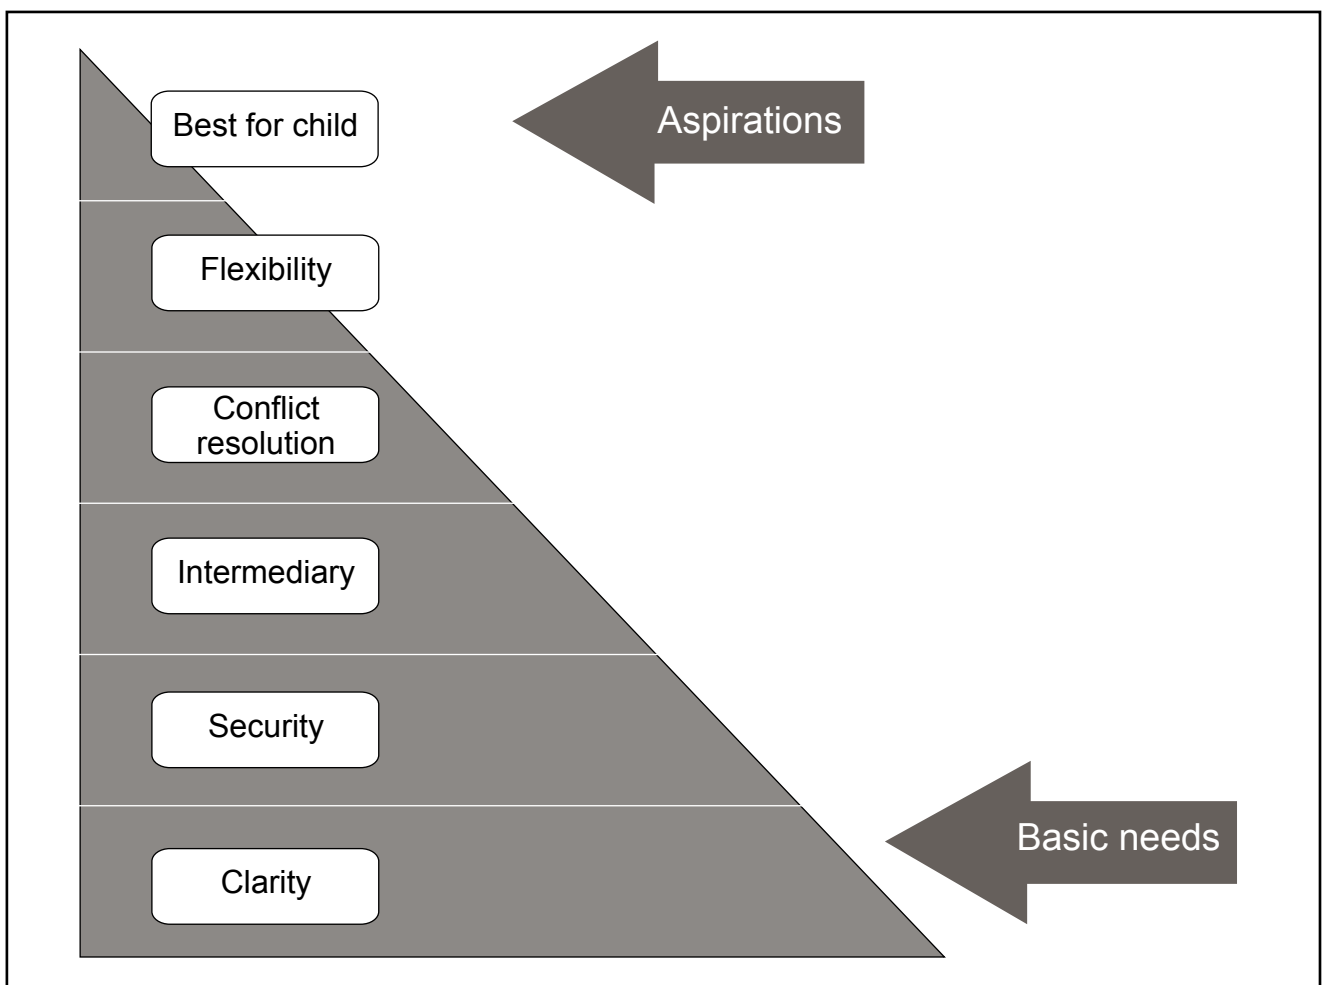 Best for child
Aspirations
Flexibility
Conflict
resolution
Intermediary
Security
Basic needs
Clarity